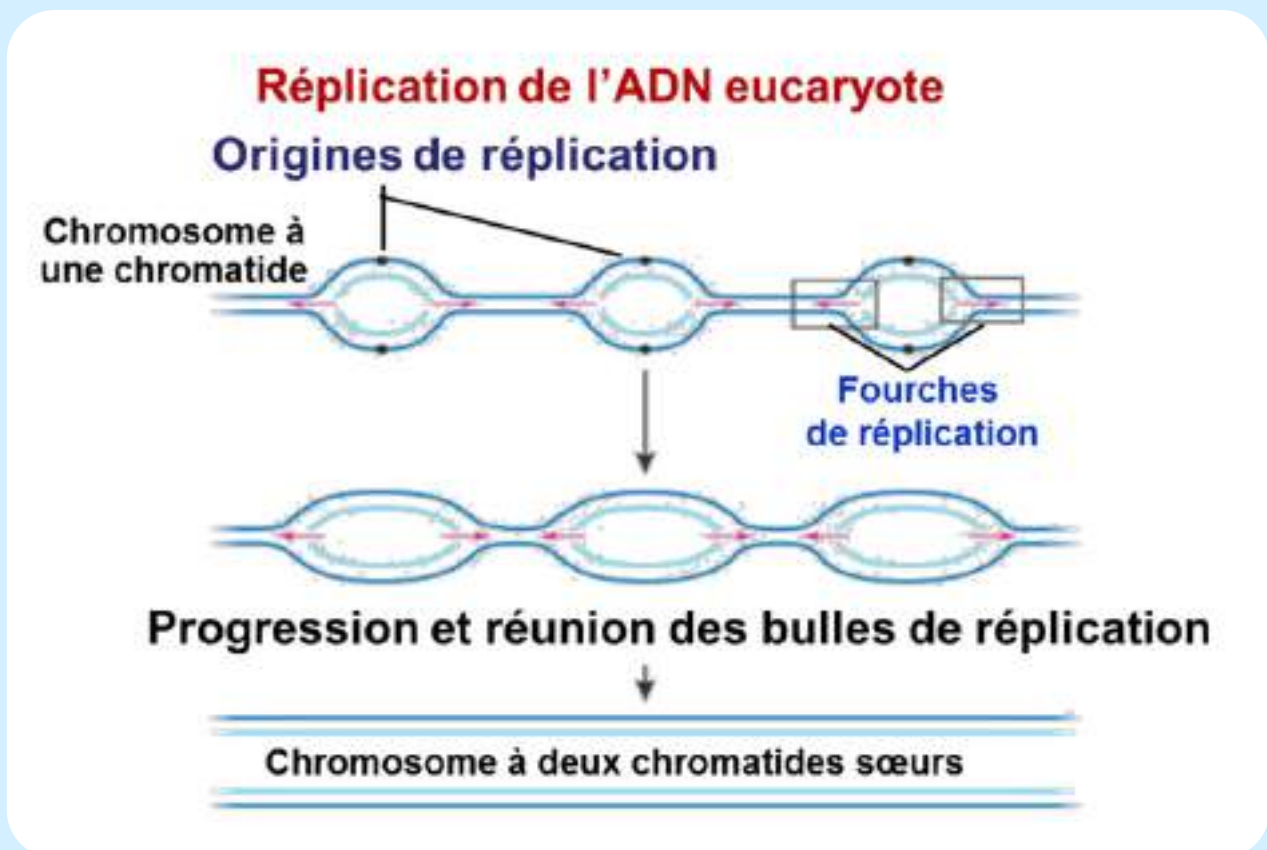 Réplication de l'ADN eucaryote
Origines de réplication
Chromosome à
une chromatide
Fourches
de réplication
Progression et réunion des bulles de réplication
Chromosome à deux chromatides sœurs